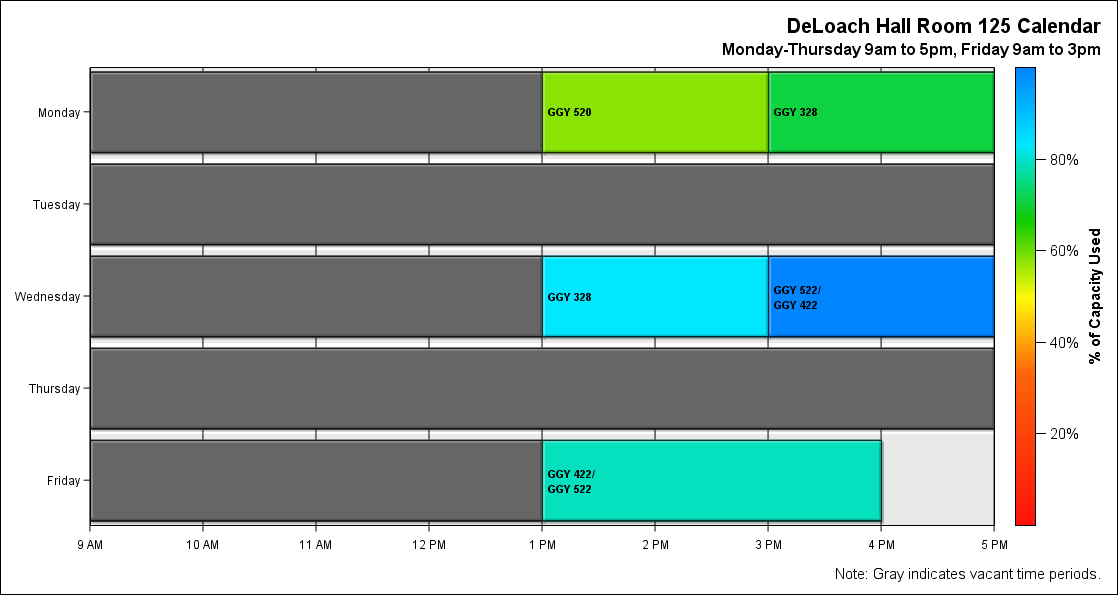 DeLoach Hall Room 125 Calendar
Monday-Thursday 9am to 5pm, Friday 9am to 3pm
Monday
GGY 520
GGY 328
Tuesday
Wednesday
GGY 328
GGY 522/
GGY 422
Thursday
Friday
GGY 422/
GGY 522
9 AM
10 AM
11 AM
12 PM
1 PM
2 PM
3 PM
4 PM
5 PM
80%
60%
40%
20%
% of Capacity Used
Note: Gray indicates vacant time periods.